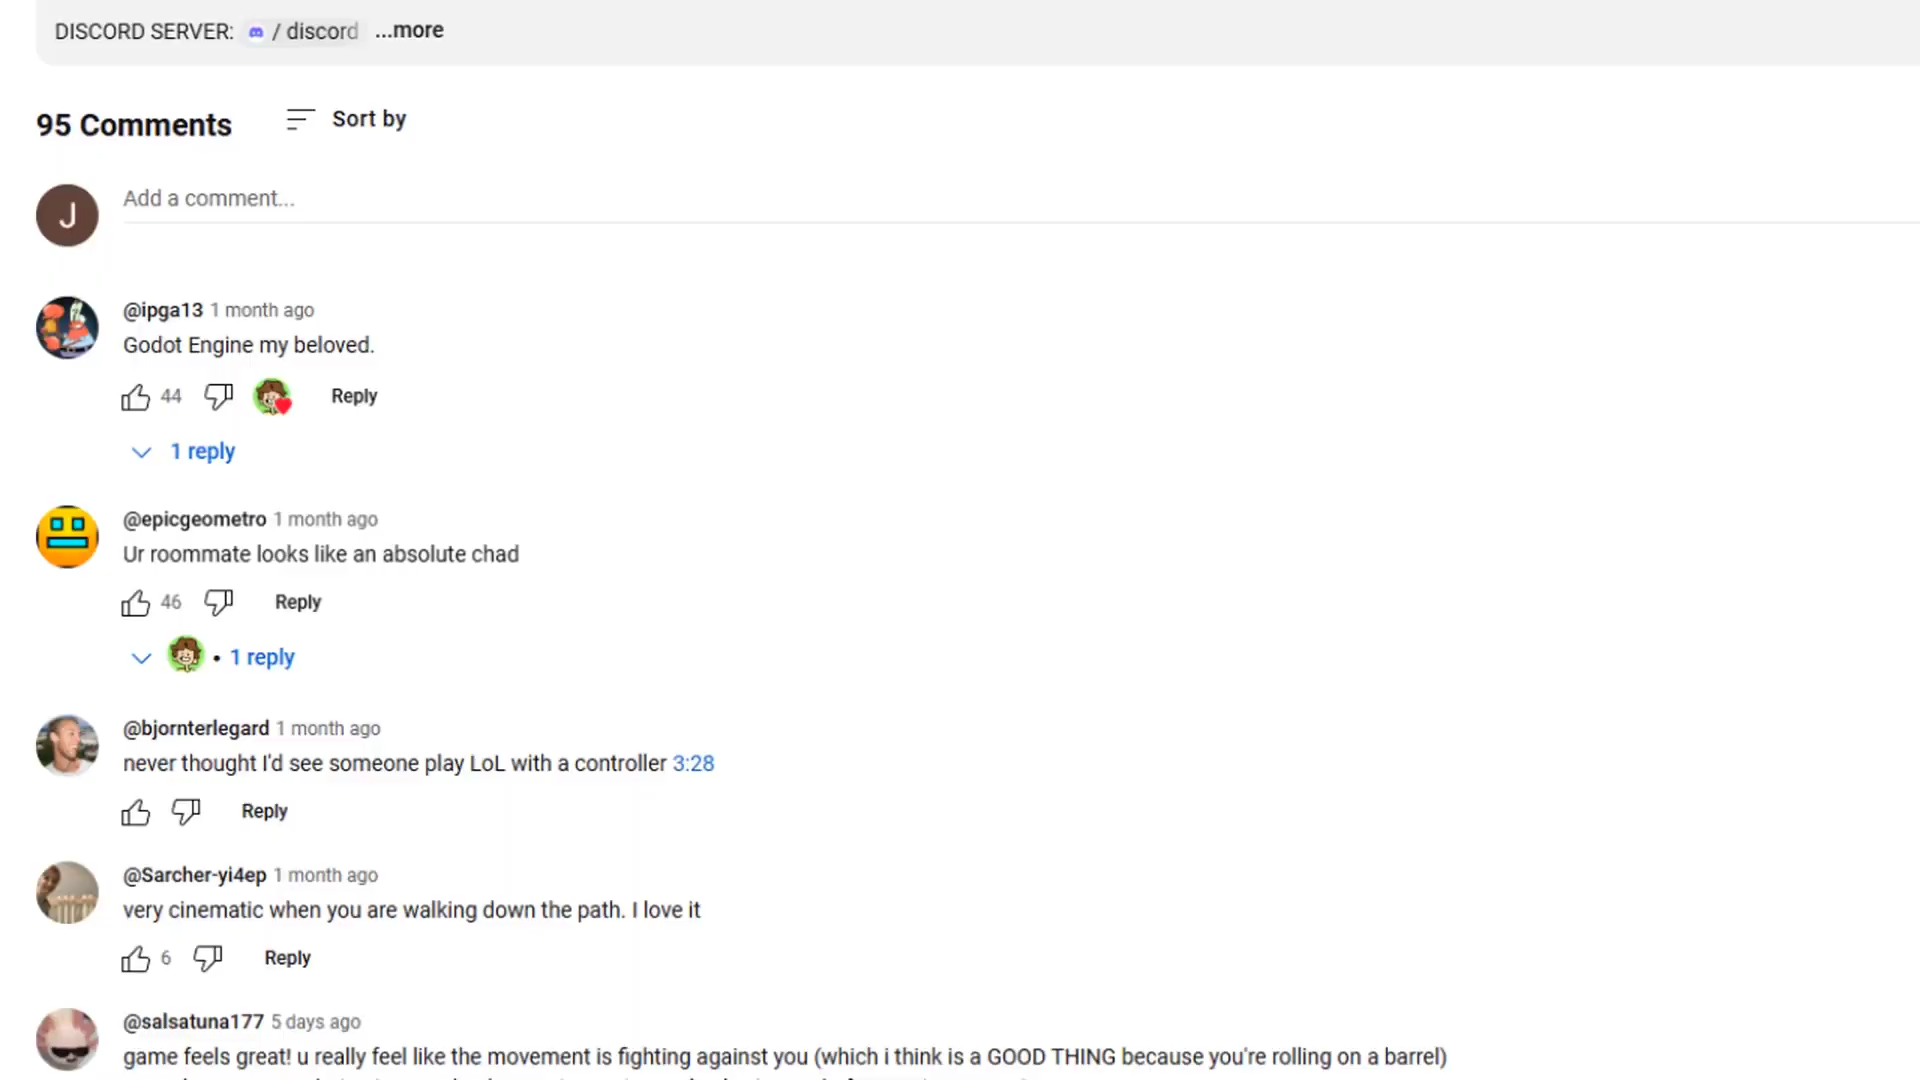 DISCORD SERVER: / discord ...more
95 Comments Sort by
J
Add a comment...
@ipga13 1 month ago
Godot Engine my beloved.
44 Reply
1 reply
@epicgeometro 1 month ago
Ur roommate looks like an absolute chad
46 Reply
• 1 reply
@bjornterlegard 1 month ago
never thought I'd see someone play LoL with a controller 3:28
Reply
@Sarcher-yi4ep 1 month ago
very cinematic when you are walking down the path. I love it
6 Reply
@salsatuna177 5 days ago
game feels great! u really feel like the movement is fighting against you (which i think is a GOOD THING because you're rolling on a barrel)